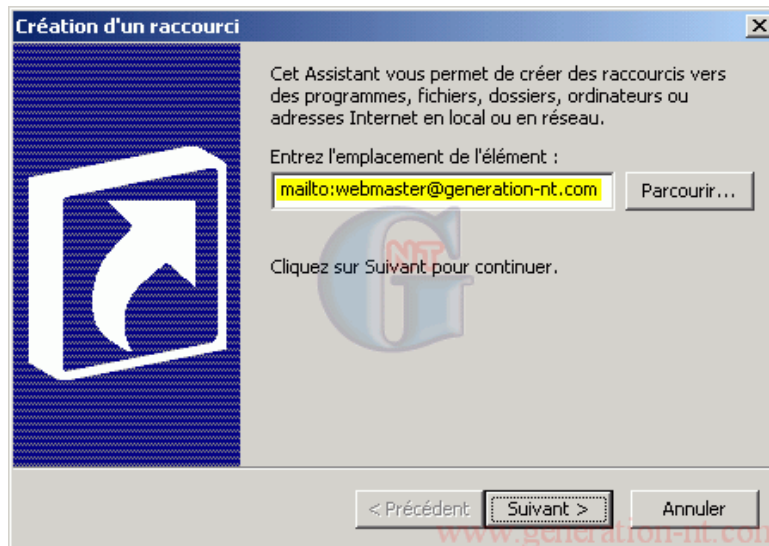 Création d'un raccourci
Cet Assistant vous permet de créer des raccourcis vers
des programmes, fichiers, dossiers, ordinateurs ou
adresses Internet en local ou en réseau.
Entrez l'emplacement de l'élément :
mailto:webmaster@generation-nt.com
Parcourir...
NT
G
Cliquez sur Suivant pour continuer.
< Précédent
Suivant >
Annuler
www.generation-nt.com